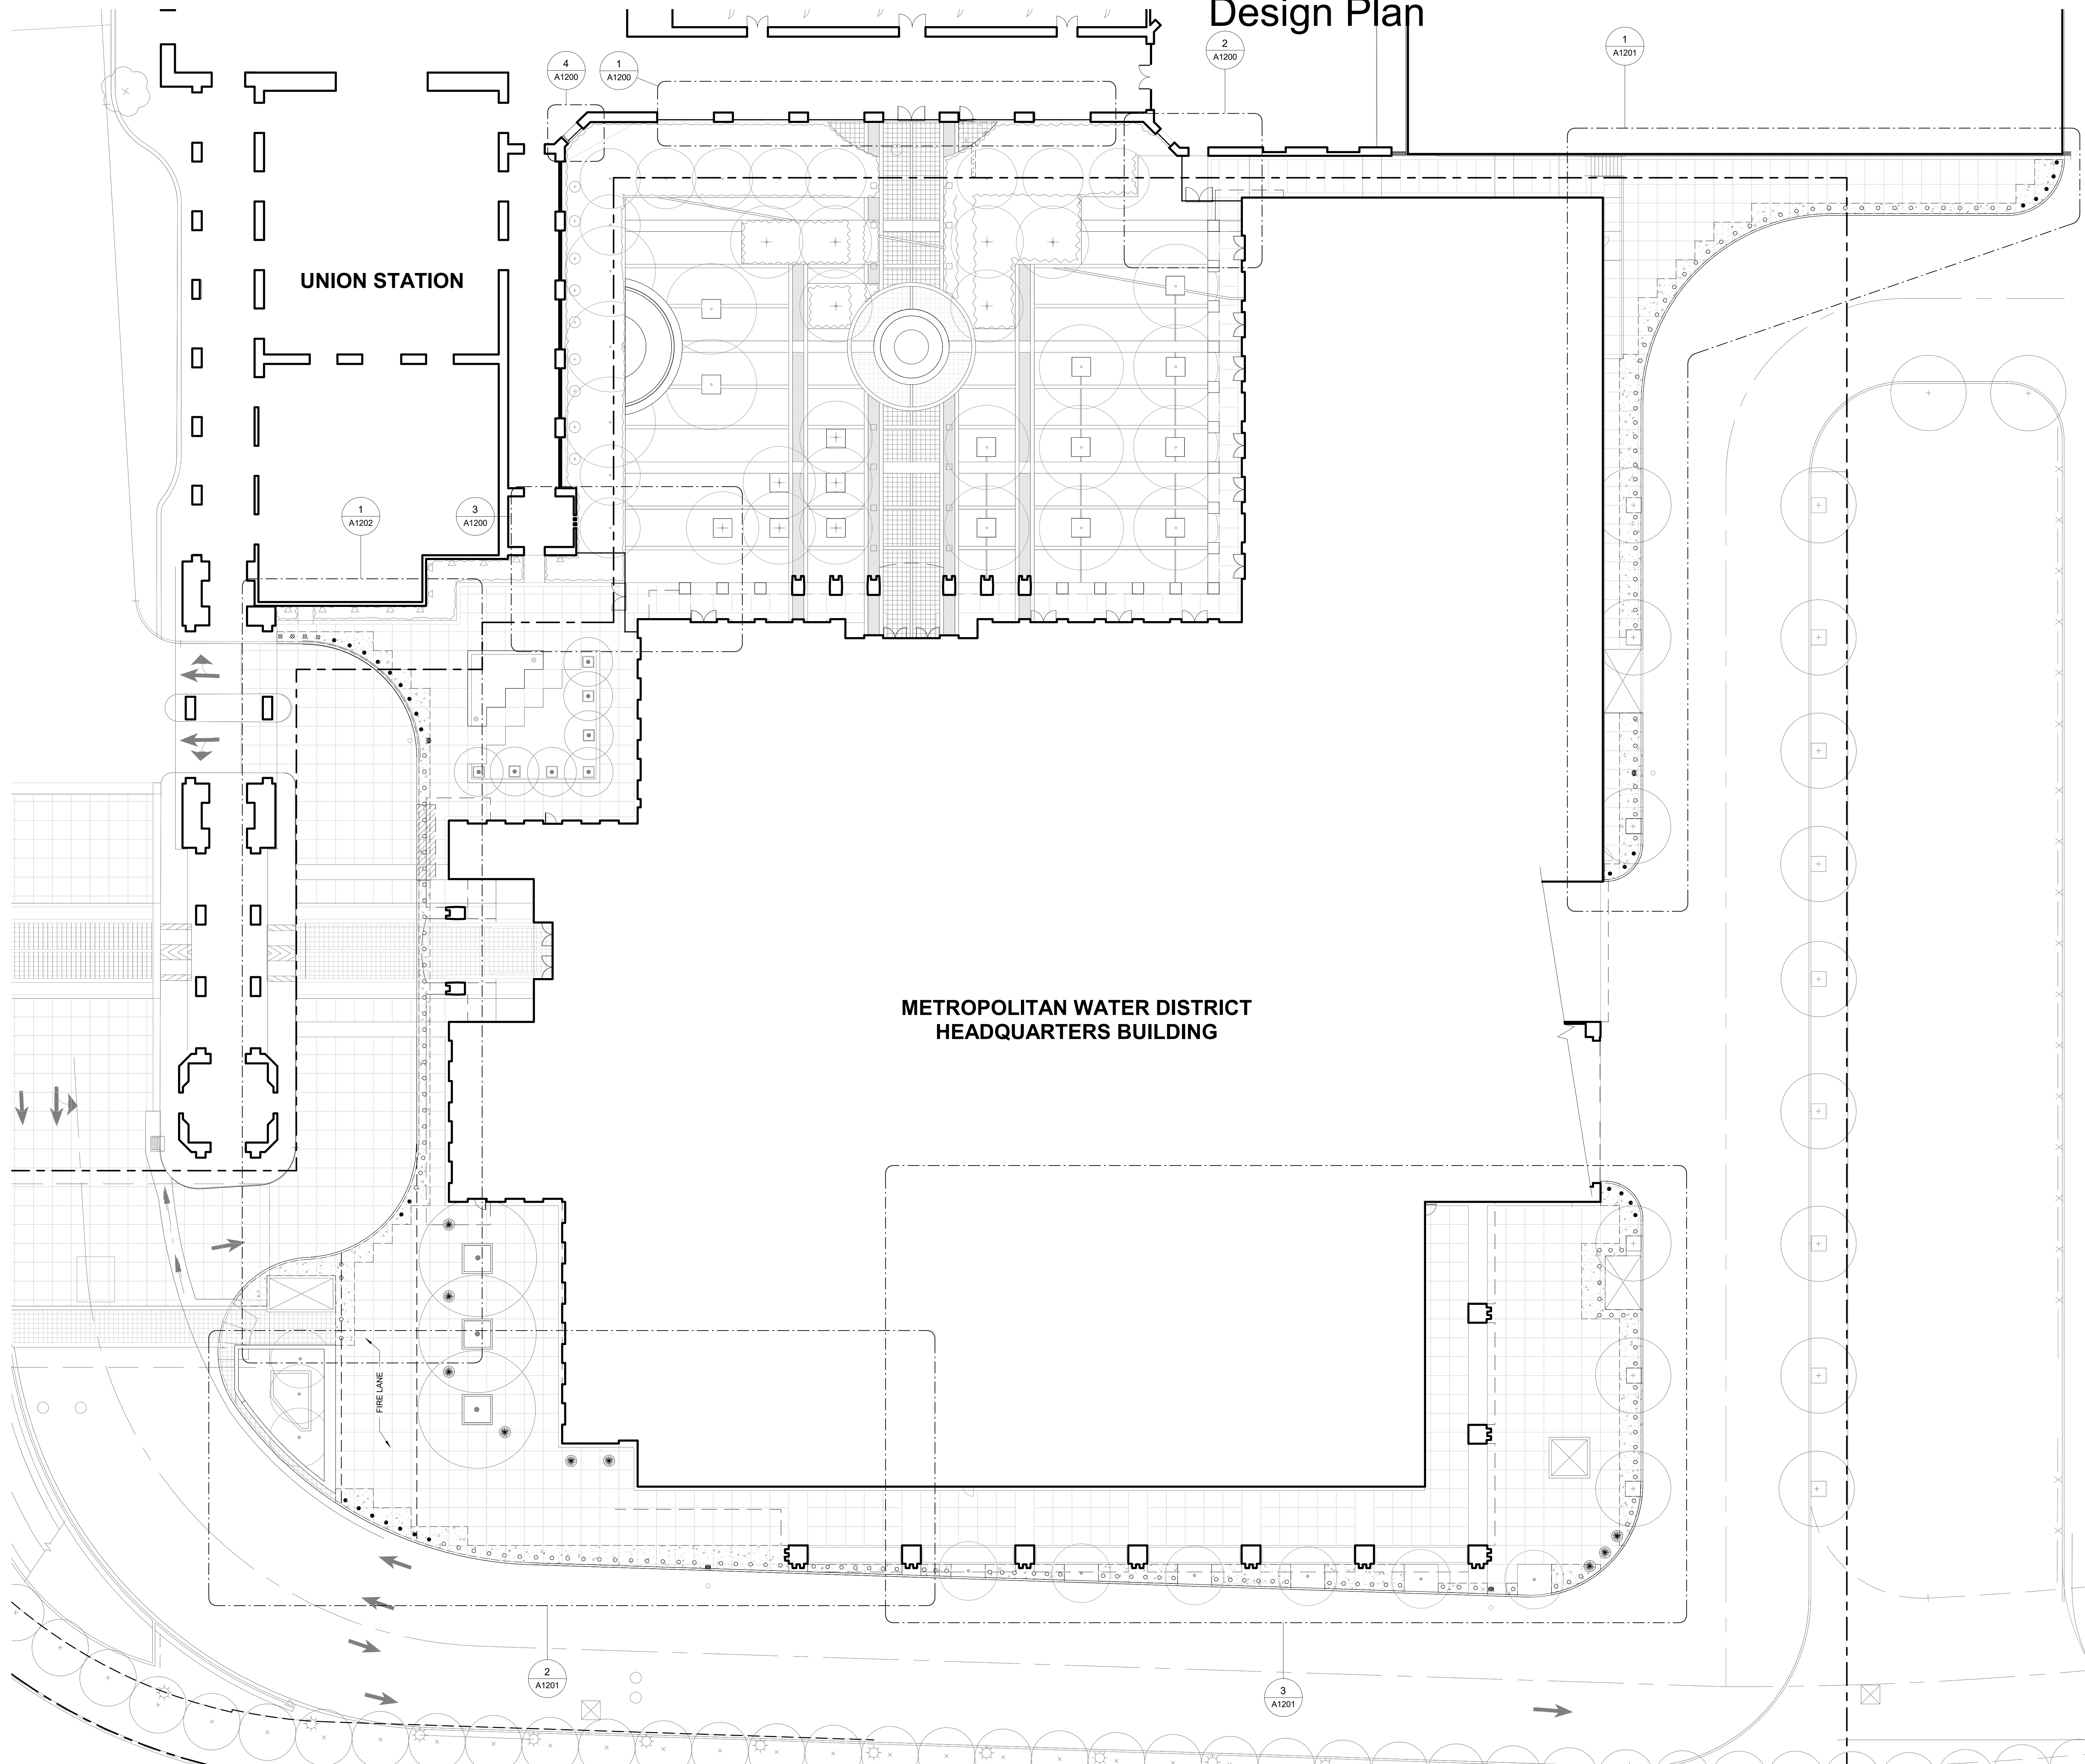 Design Plan
4
A1200
1
A1200
2
A1200
1
A1201
UNION STATION
1
A1202
3
A1200
METROPOLITAN WATER DISTRICT
HEADQUARTERS BUILDING
FIRE LANE
2
A1201
3
A1201